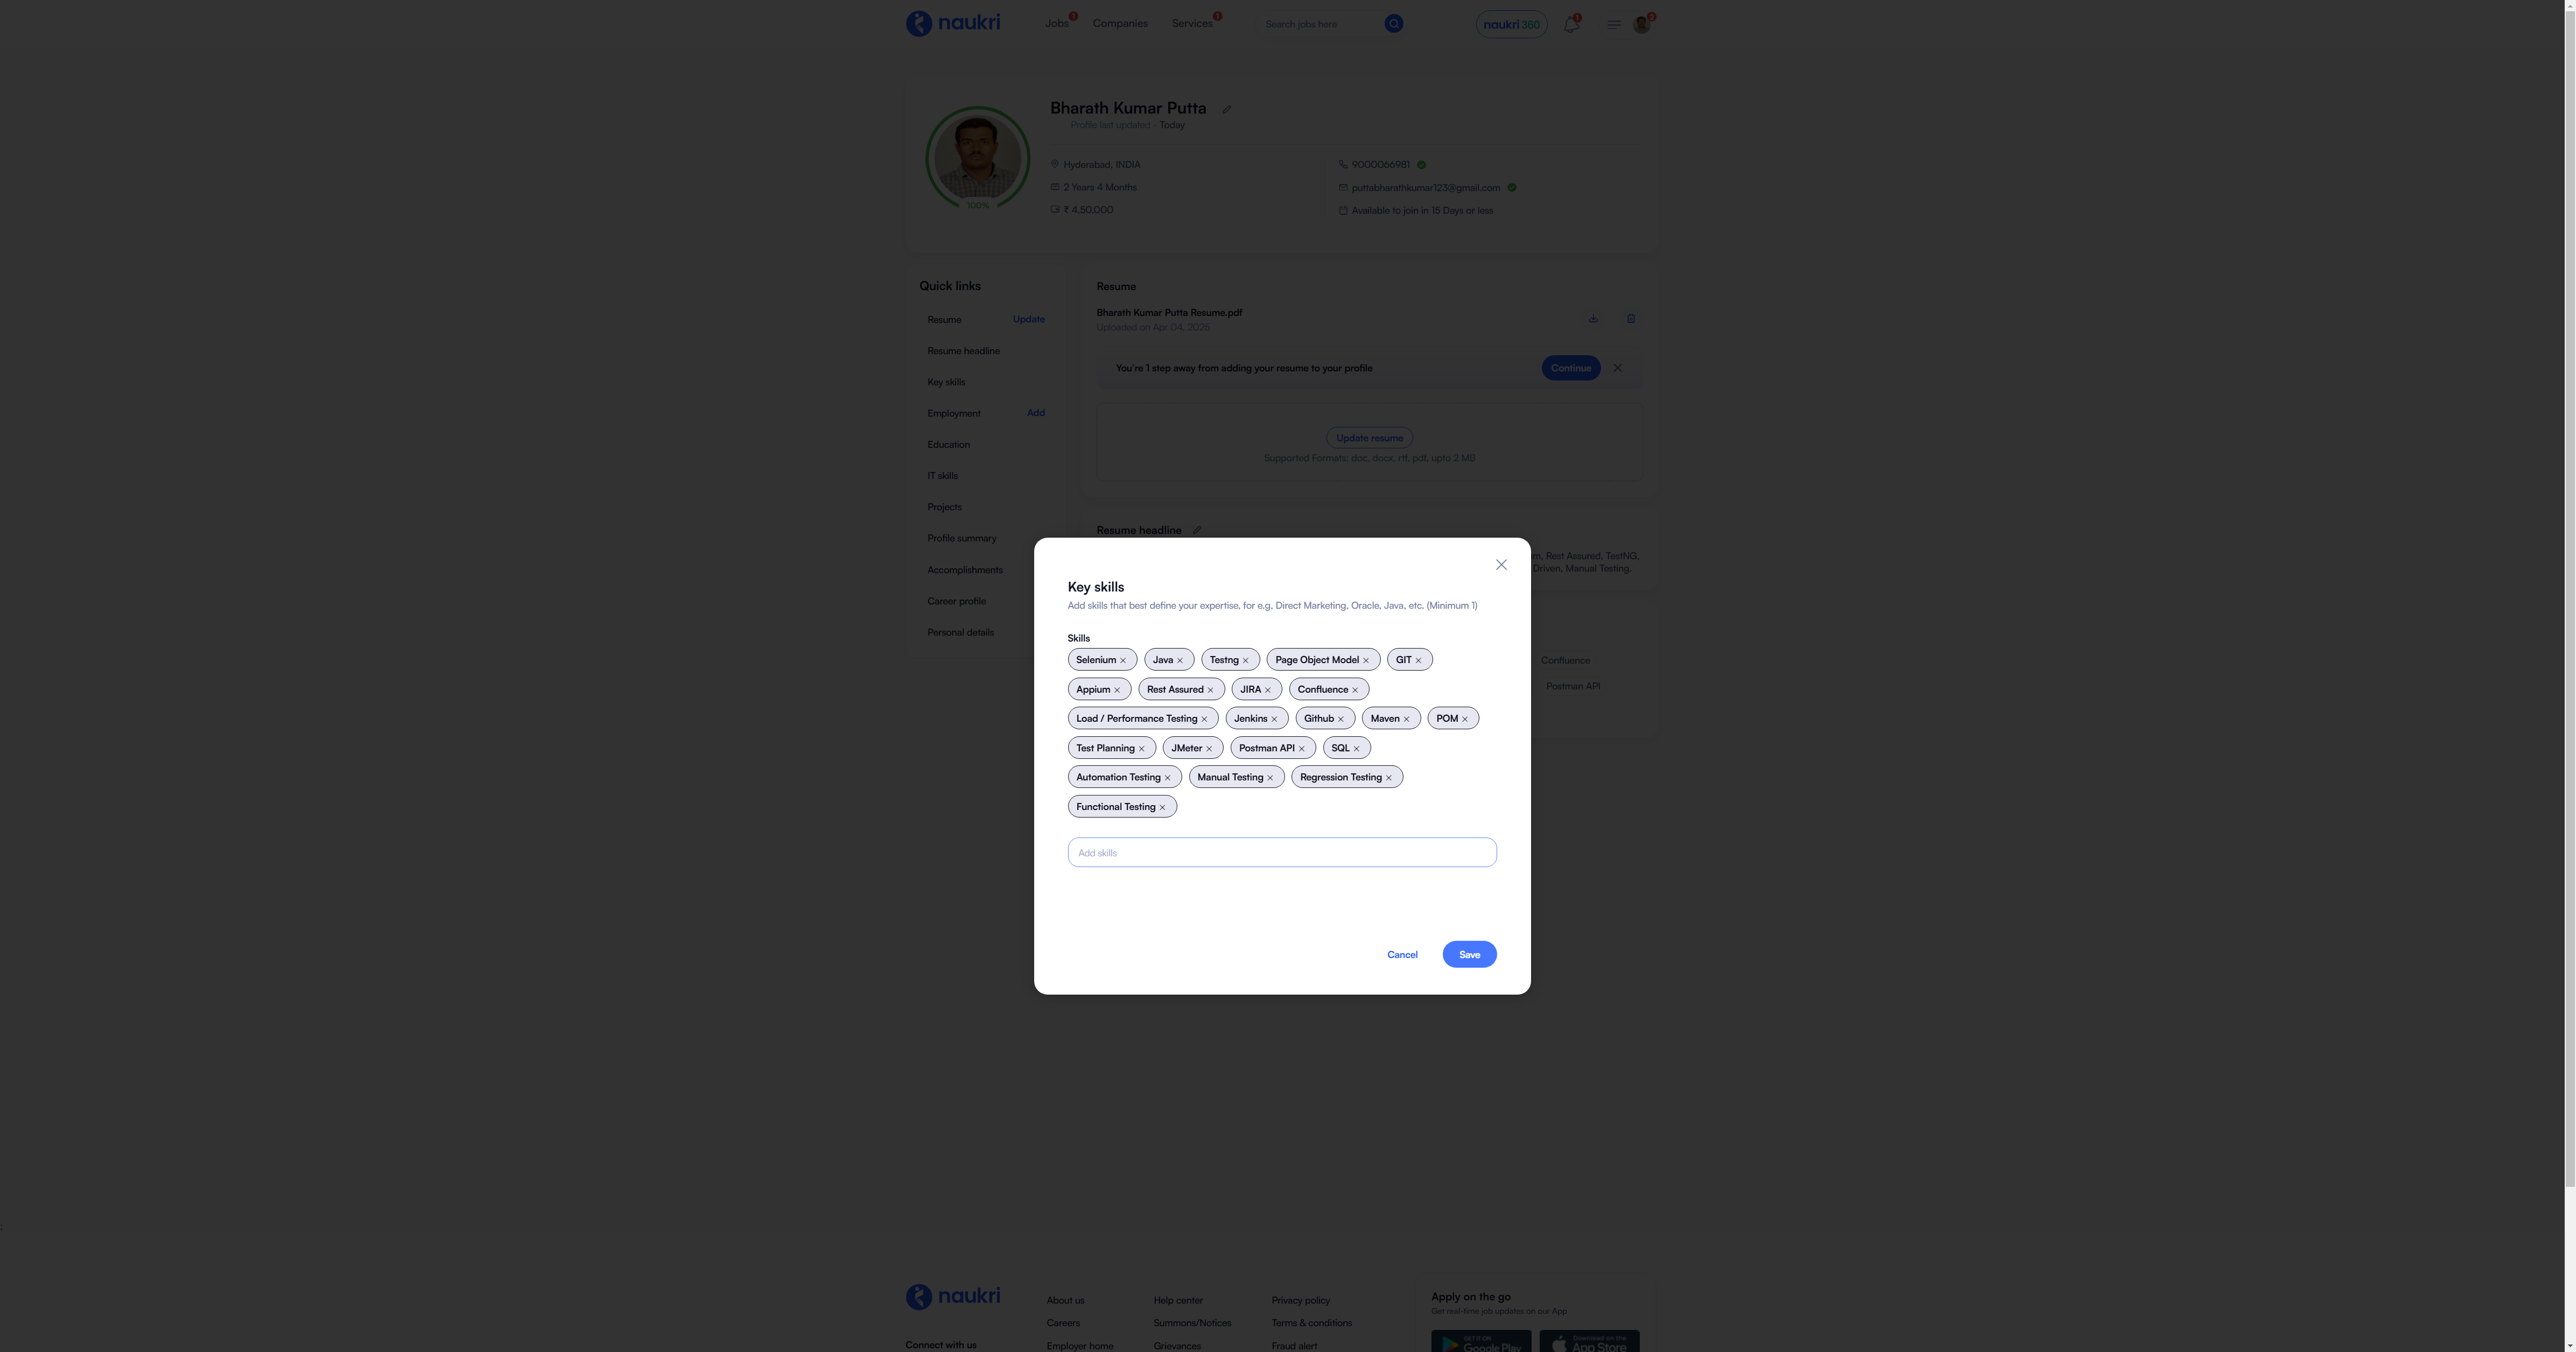 naukri
Jobs 1
Companies
Services 1
Search jobs here
naukri 360
1
2
Bharath Kumar Putta
Profile last updated - Today
Hyderabad, INDIA
9000066981
2 Years 4 Months
puttabharathkumar123@gmail.com
₹ 4,50,000
Available to join in 15 Days or less
100%
Quick links
Resume Update
Resume headline
Key skills
Employment Add
Education
IT skills
Projects
Profile summary
Accomplishments
Career profile
Personal details
Resume
Bharath Kumar Putta Resume.pdf
Uploaded on Apr 04, 2025
You're 1 step away from adding your resume to your profile
Continue
Update resume
Supported Formats: doc, docx, rtf, pdf, upto 2 MB
Resume headline
Rest Assured, TestNG,
Driven, Manual Testing.
Confluence
Postman API
Key skills
Add skills that best define your expertise, for e.g, Direct Marketing, Oracle, Java, etc. (Minimum 1)
Skills
Selenium Java Testng Page Object Model GIT
Appium Rest Assured JIRA Confluence
Load / Performance Testing Jenkins Github Maven POM
Test Planning JMeter Postman API SQL
Automation Testing Manual Testing Regression Testing
Functional Testing
Add skills
Cancel Save
naukri
Connect with us
About us
Careers
Employer home
Help center
Summons/Notices
Grievances
Privacy policy
Terms & conditions
Fraud alert
Apply on the go
Get real-time job updates on our App
GET IT ON
Google Play
Download on the
App Store